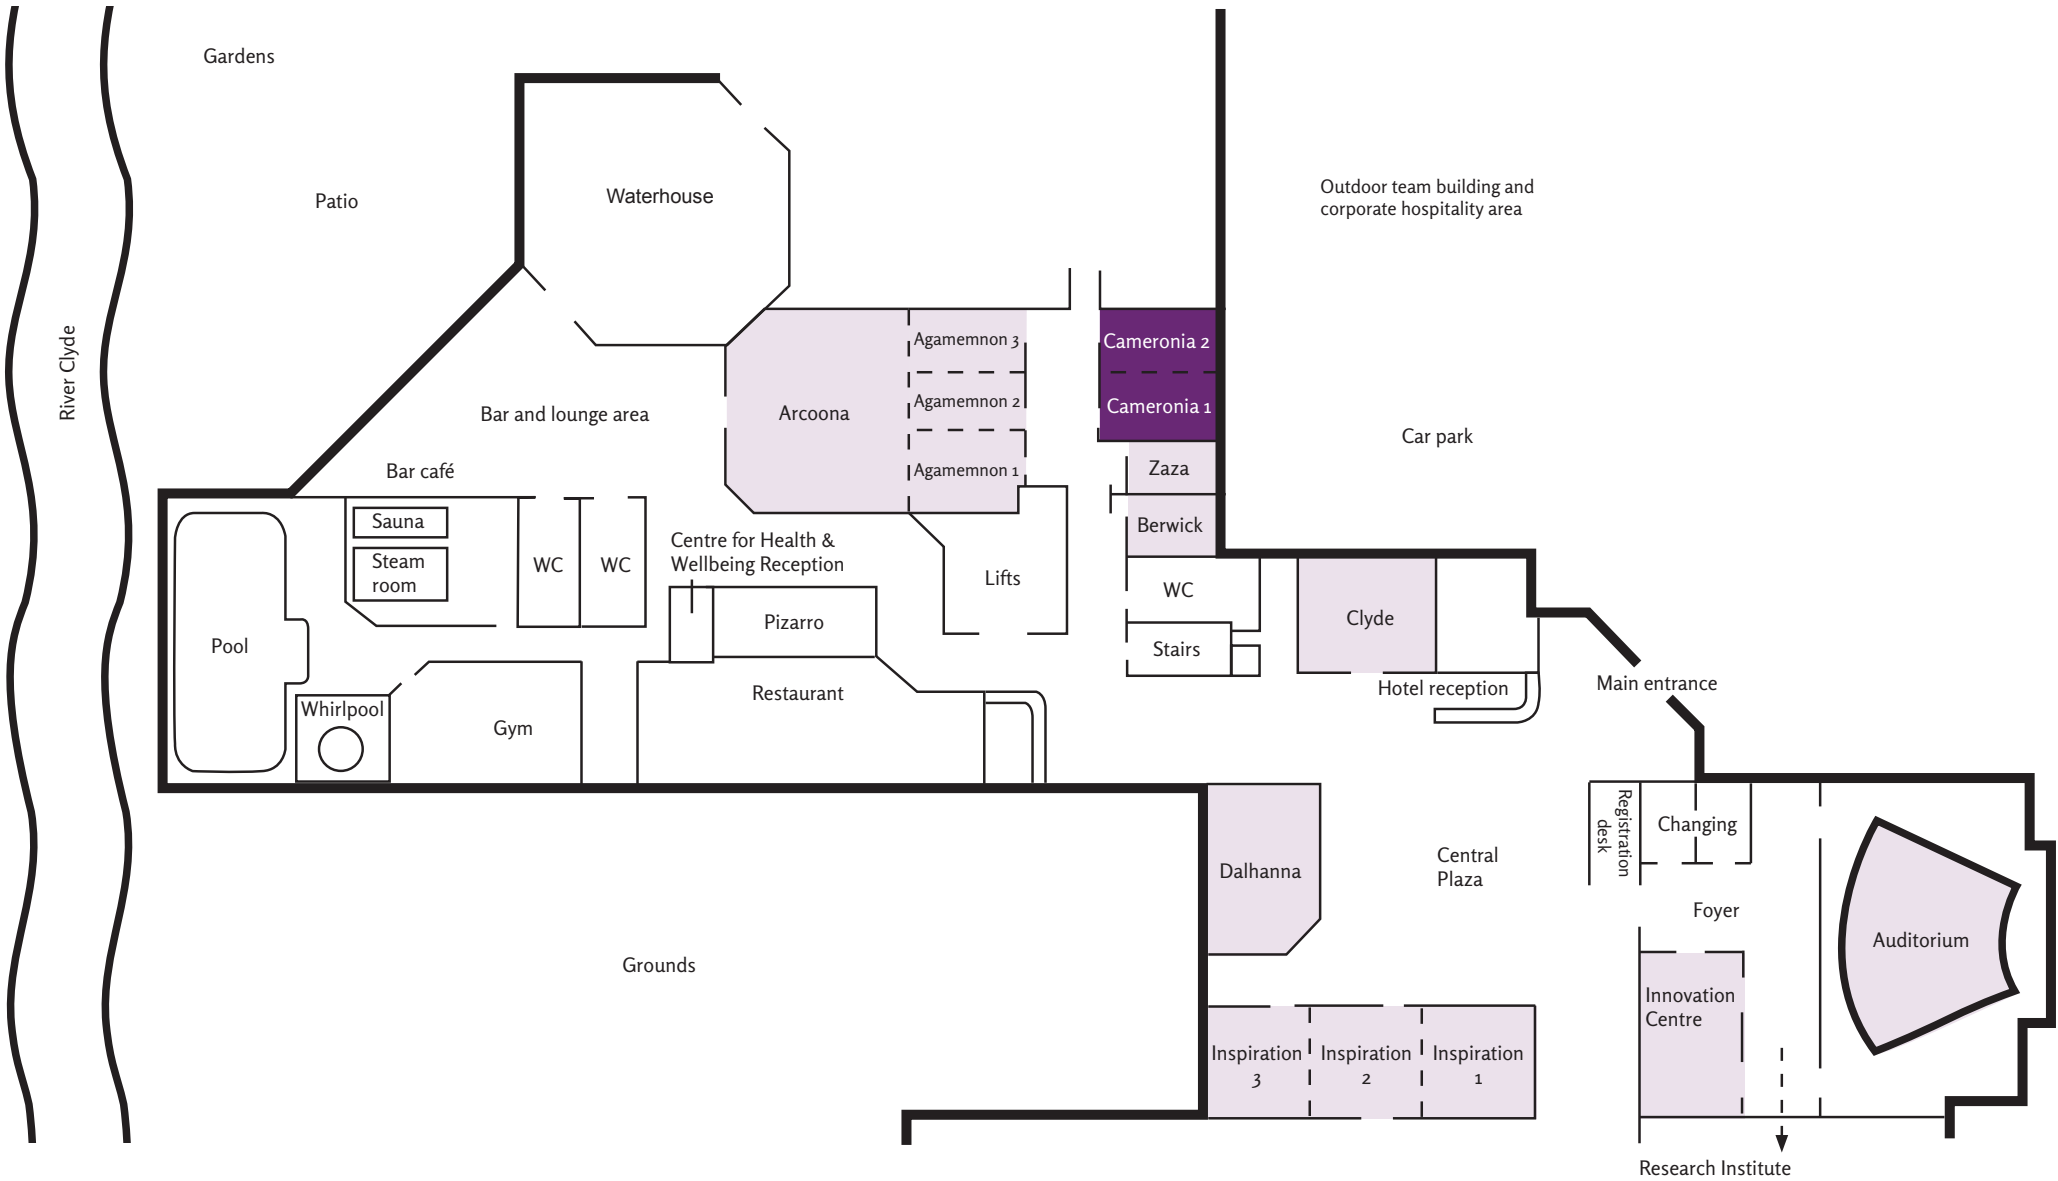 Gardens
Waterhouse
Patio
Outdoor team building and
corporate hospitality area
River Clyde
Agamemnon 3
Cameronia 2
Arcoona
Agamemnon 2
Cameronia 1
Bar and lounge area
Car park
Bar café
Agamemnon 1
Zaza
Sauna
Berwick
Centre for Health &
Wellbeing Reception
Steam
room
WC
WC
Lifts
WC
Clyde
Pizarro
Pool
Stairs
Hotel reception
Main entrance
Restaurant
Whirlpool
Gym
Registration
desk
Changing
Central
Plaza
Dalhanna
Foyer
Auditorium
Grounds
Innovation
Centre
Inspiration
3
Inspiration
2
Inspiration
1
Research Institute